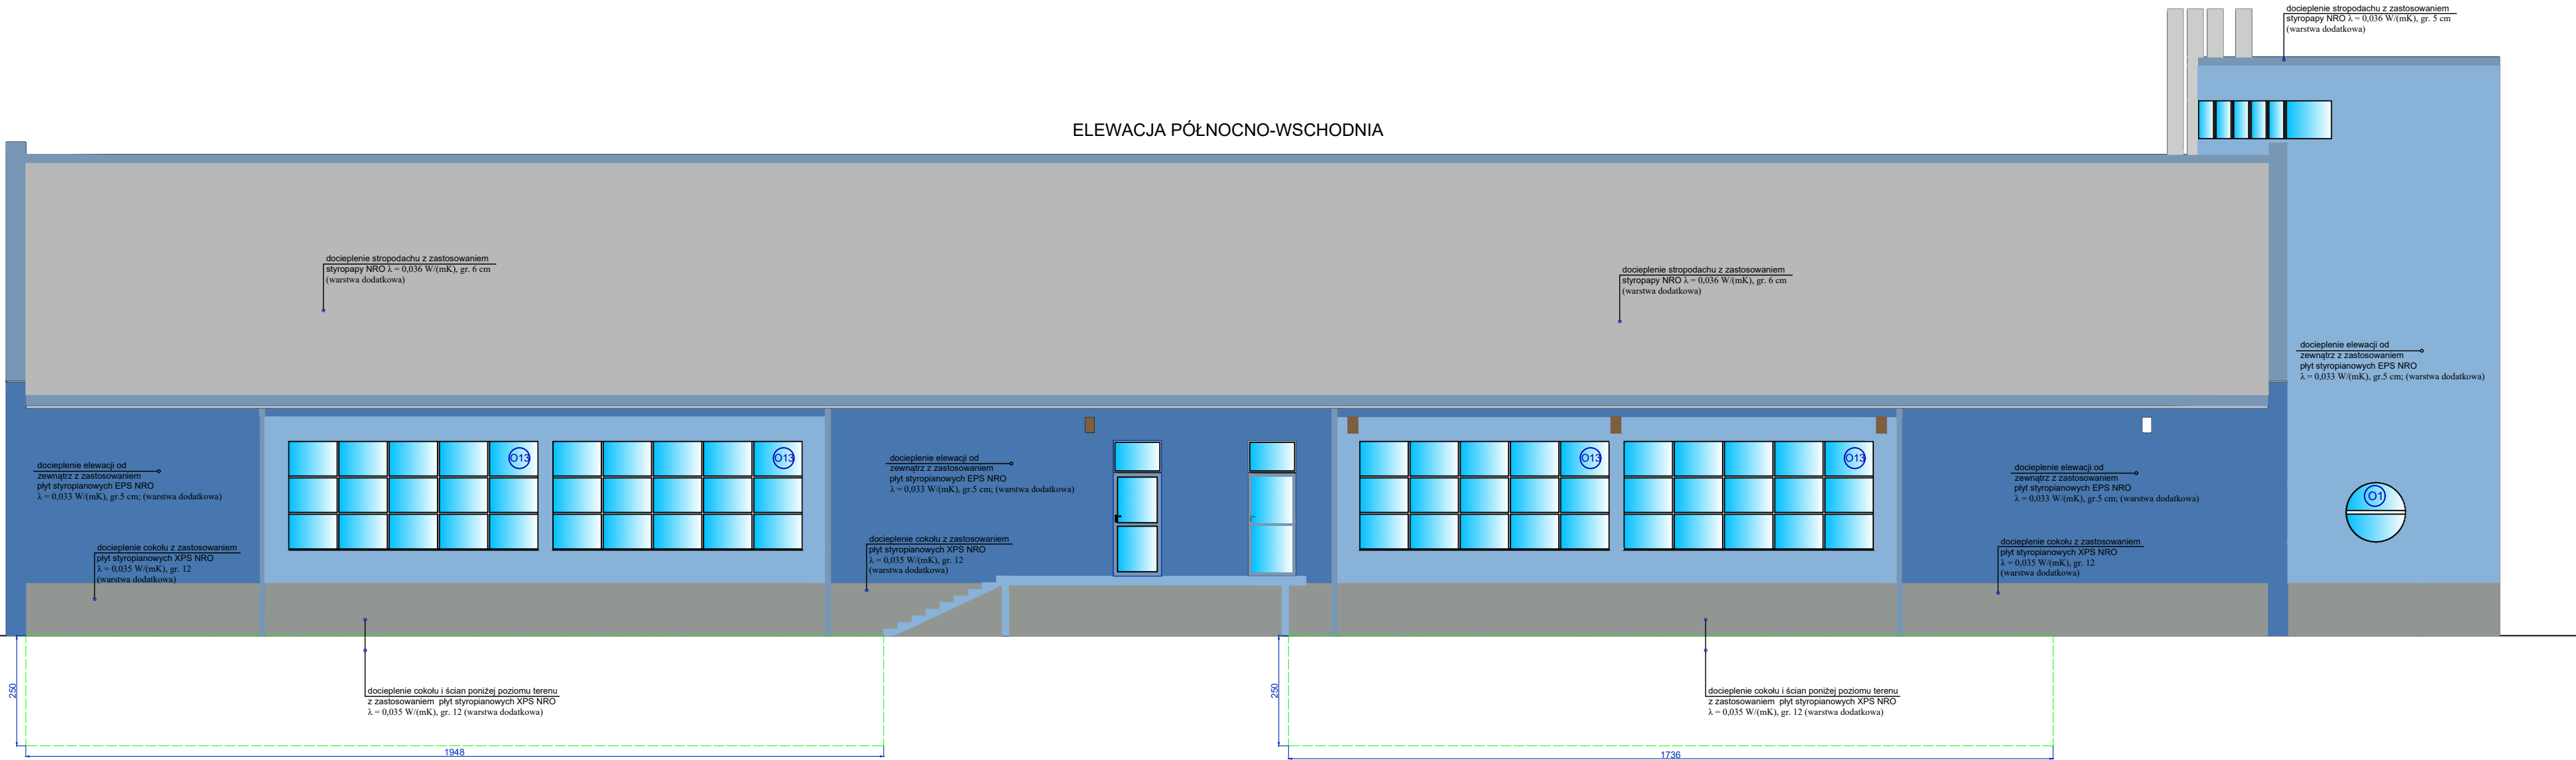 docieplenie stropodachu z zastosowaniem
styropapy NRO λ = 0,036 W/(mK), gr. 5 cm
(warstwa dodatkowa)
ELEWACJA PÓŁNOCNO-WSCHODNIA
docieplenie stropodachu z zastosowaniem
styropapy NRO λ = 0,036 W/(mK), gr. 6 cm
(warstwa dodatkowa)
docieplenie stropodachu z zastosowaniem
styropapy NRO λ = 0,036 W/(mK), gr. 6 cm
(warstwa dodatkowa)
docieplenie elewacji od
zewnątrz z zastosowaniem
płyt styropianowych EPS NRO
λ = 0,033 W/(mK), gr.5 cm; (warstwa dodatkowa)
docieplenie elewacji od
zewnątrz z zastosowaniem
płyt styropianowych EPS NRO
λ = 0,033 W/(mK), gr.5 cm; (warstwa dodatkowa)
O13
O13
docieplenie elewacji od
zewnątrz z zastosowaniem
płyt styropianowych EPS NRO
λ = 0,033 W/(mK), gr.5 cm; (warstwa dodatkowa)
O13
O13
docieplenie elewacji od
zewnątrz z zastosowaniem
płyt styropianowych EPS NRO
λ = 0,033 W/(mK), gr.5 cm; (warstwa dodatkowa)
O1
docieplenie cokołu z zastosowaniem
płyt styropianowych XPS NRO
λ = 0,035 W/(mK), gr. 12
(warstwa dodatkowa)
docieplenie cokołu z zastosowaniem
płyt styropianowych XPS NRO
λ = 0,035 W/(mK), gr. 12
(warstwa dodatkowa)
docieplenie cokołu z zastosowaniem
płyt styropianowych XPS NRO
λ = 0,035 W/(mK), gr. 12
(warstwa dodatkowa)
250
docieplenie cokołu i ścian poniżej poziomu terenu
z zastosowaniem płyt styropianowych XPS NRO
λ = 0,035 W/(mK), gr. 12 (warstwa dodatkowa)
250
docieplenie cokołu i ścian poniżej poziomu terenu
z zastosowaniem płyt styropianowych XPS NRO
λ = 0,035 W/(mK), gr. 12 (warstwa dodatkowa)
1948
1736